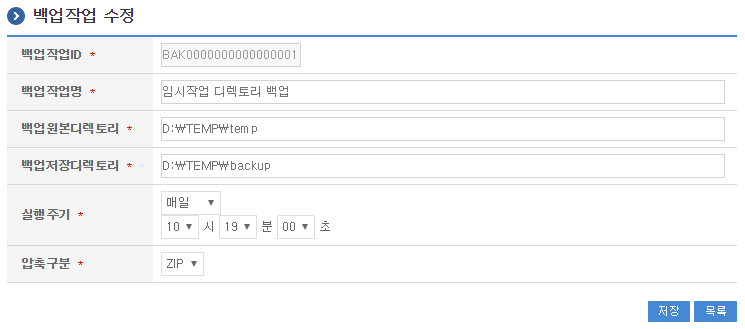 백업작업 수정
백업작업ID * BAK0000000000000001
백업작업명 * 임시작업 디렉토리 백업
백업원본디렉토리 * D:₩TEMP₩temp
백업저장디렉토리 * D:₩TEMP₩backup
실행주기 * 매일
10 시 19 분 00 초
압축구분 * ZIP
저장 목록